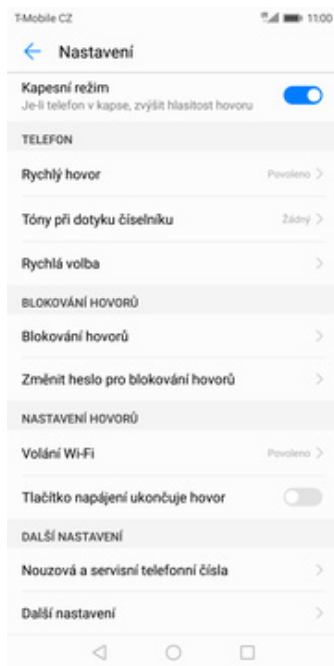 T-Mobile CZ 11:00
Nastavení
Kapesní režim
Je-li telefon v kapse, zvýšit hlasitost hovoru
TELEFON
Rychlý hovor Povoleno
Tóny při dotyku číselníku Žádný
Rychlá volba
BLOKOVÁNÍ HOVORŮ
Blokování hovorů
Změnit heslo pro blokování hovorů
NASTAVENÍ HOVORŮ
Volání Wi-Fi Povoleno
Tlačítko napájení ukončuje hovor
DALŠÍ NASTAVENÍ
Nouzová a servisní telefonní čísla
Další nastavení